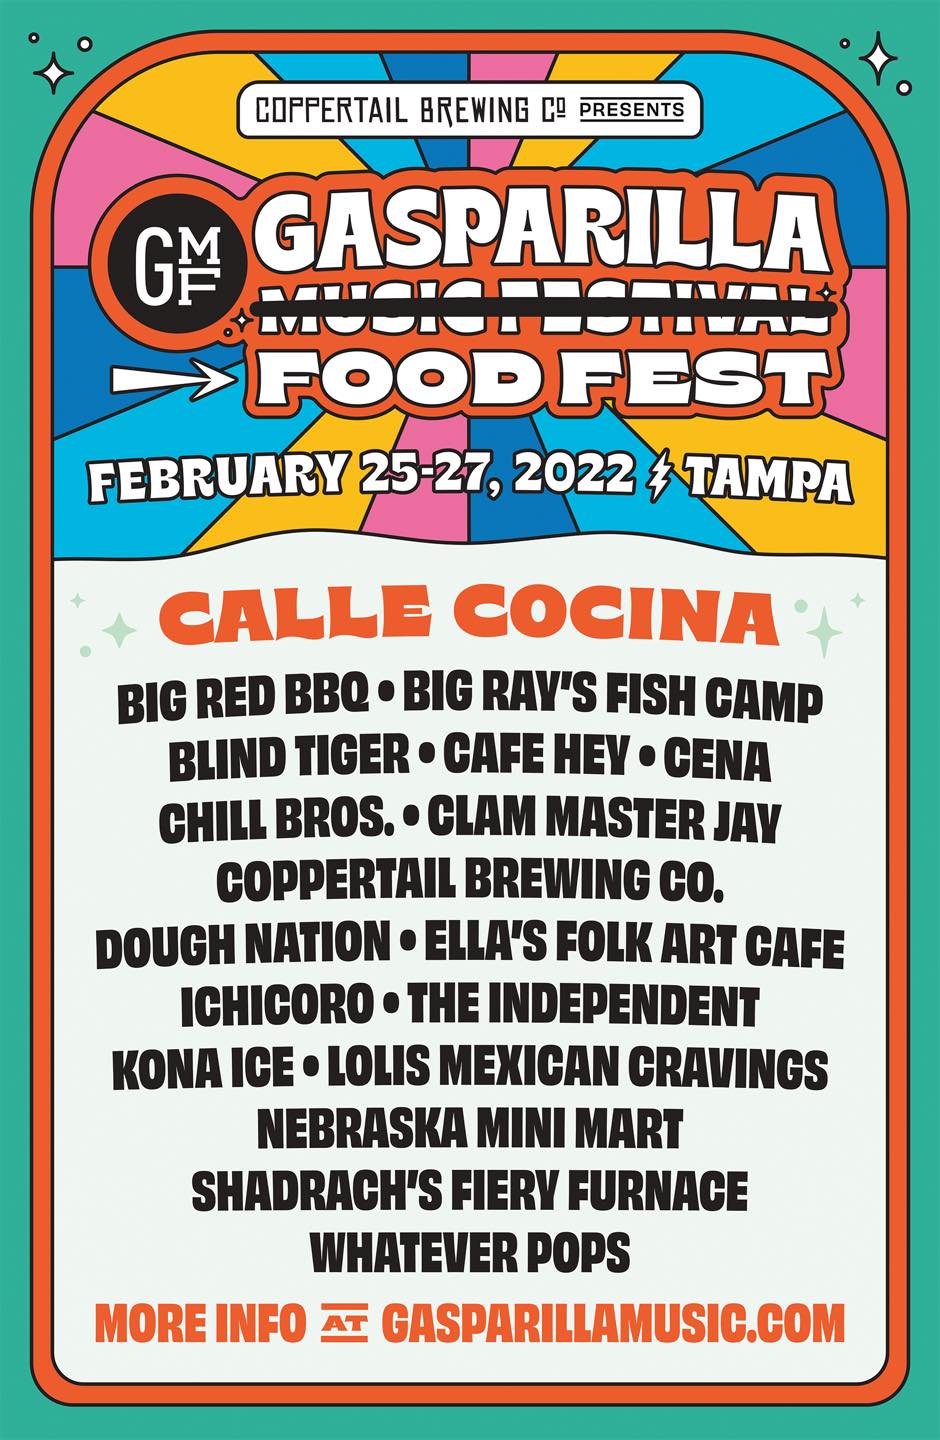 COPPERTAIL BREWING Cº PRESENTS
GMF
GASPARILLA
MUSIC FESTIVAL
FOOD FEST
FEBRUARY 25-27, 2022 TAMPA
CALLE COCINA
BIG RED BBQ • BIG RAY'S FISH CAMP
BLIND TIGER • CAFE HEY • CENA
CHILL BROS. • CLAM MASTER JAY
COPPERTAIL BREWING CO.
DOUGH NATION • ELLA'S FOLK ART CAFE
ICHICORO • THE INDEPENDENT
KONA ICE • LOLIS MEXICAN CRAVINGS
NEBRASKA MINI MART
SHADRACH'S FIERY FURNACE
WHATEVER POPS
MORE INFO AT GASPARILLAMUSIC.COM